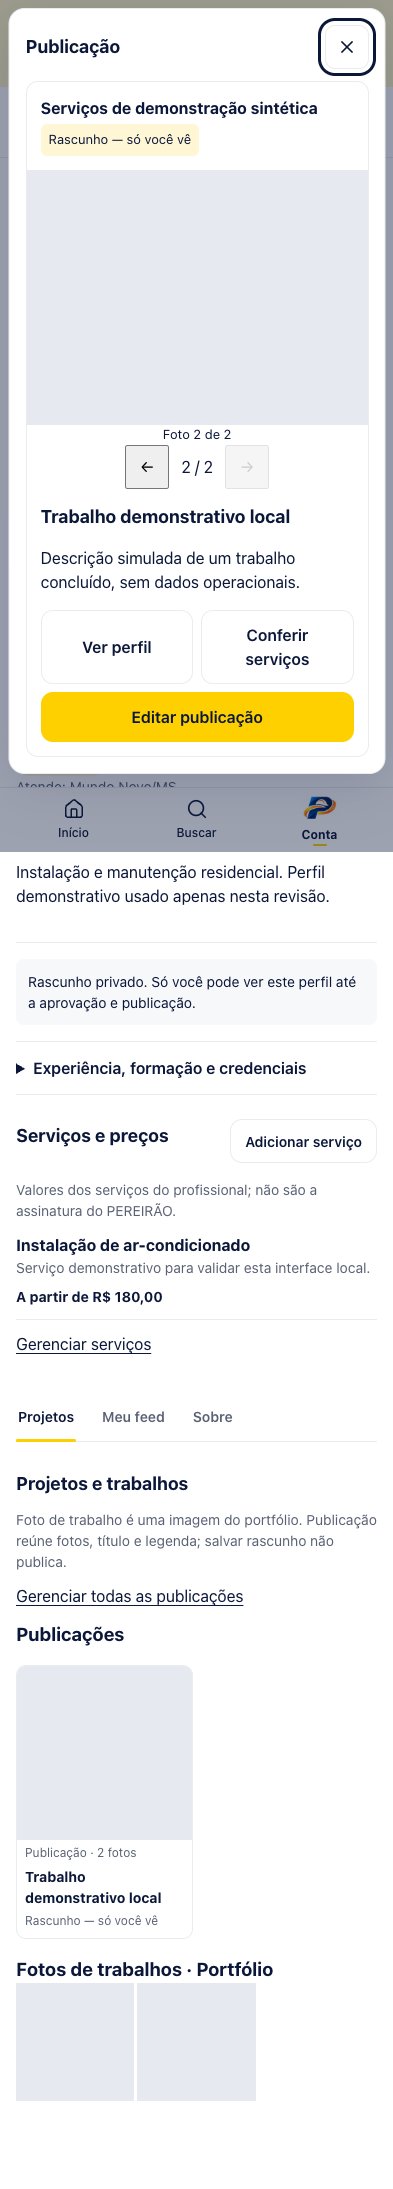 Publicação
Serviços de demonstração sintética
Rascunho — só você vê
Foto 2 de 2
← 2 / 2 →
Trabalho demonstrativo local
Descrição simulada de um trabalho
concluído, sem dados operacionais.
Ver perfil
Conferir
serviços
Editar publicação
Atende: Mundo Novo/MS
Início
Buscar
Conta
Instalação e manutenção residencial. Perfil
demonstrativo usado apenas nesta revisão.
Rascunho privado. Só você pode ver este perfil até
a aprovação e publicação.
Experiência, formação e credenciais
Serviços e preços
Adicionar serviço
Valores dos serviços do profissional; não são a
assinatura do PEREIRÃO.
Instalação de ar-condicionado
Serviço demonstrativo para validar esta interface local.
A partir de R$ 180,00
Gerenciar serviços
Projetos
Meu feed
Sobre
Projetos e trabalhos
Foto de trabalho é uma imagem do portfólio. Publicação
reúne fotos, título e legenda; salvar rascunho não
publica.
Gerenciar todas as publicações
Publicações
Publicação · 2 fotos
Trabalho
demonstrativo local
Rascunho — só você vê
Fotos de trabalhos · Portfólio